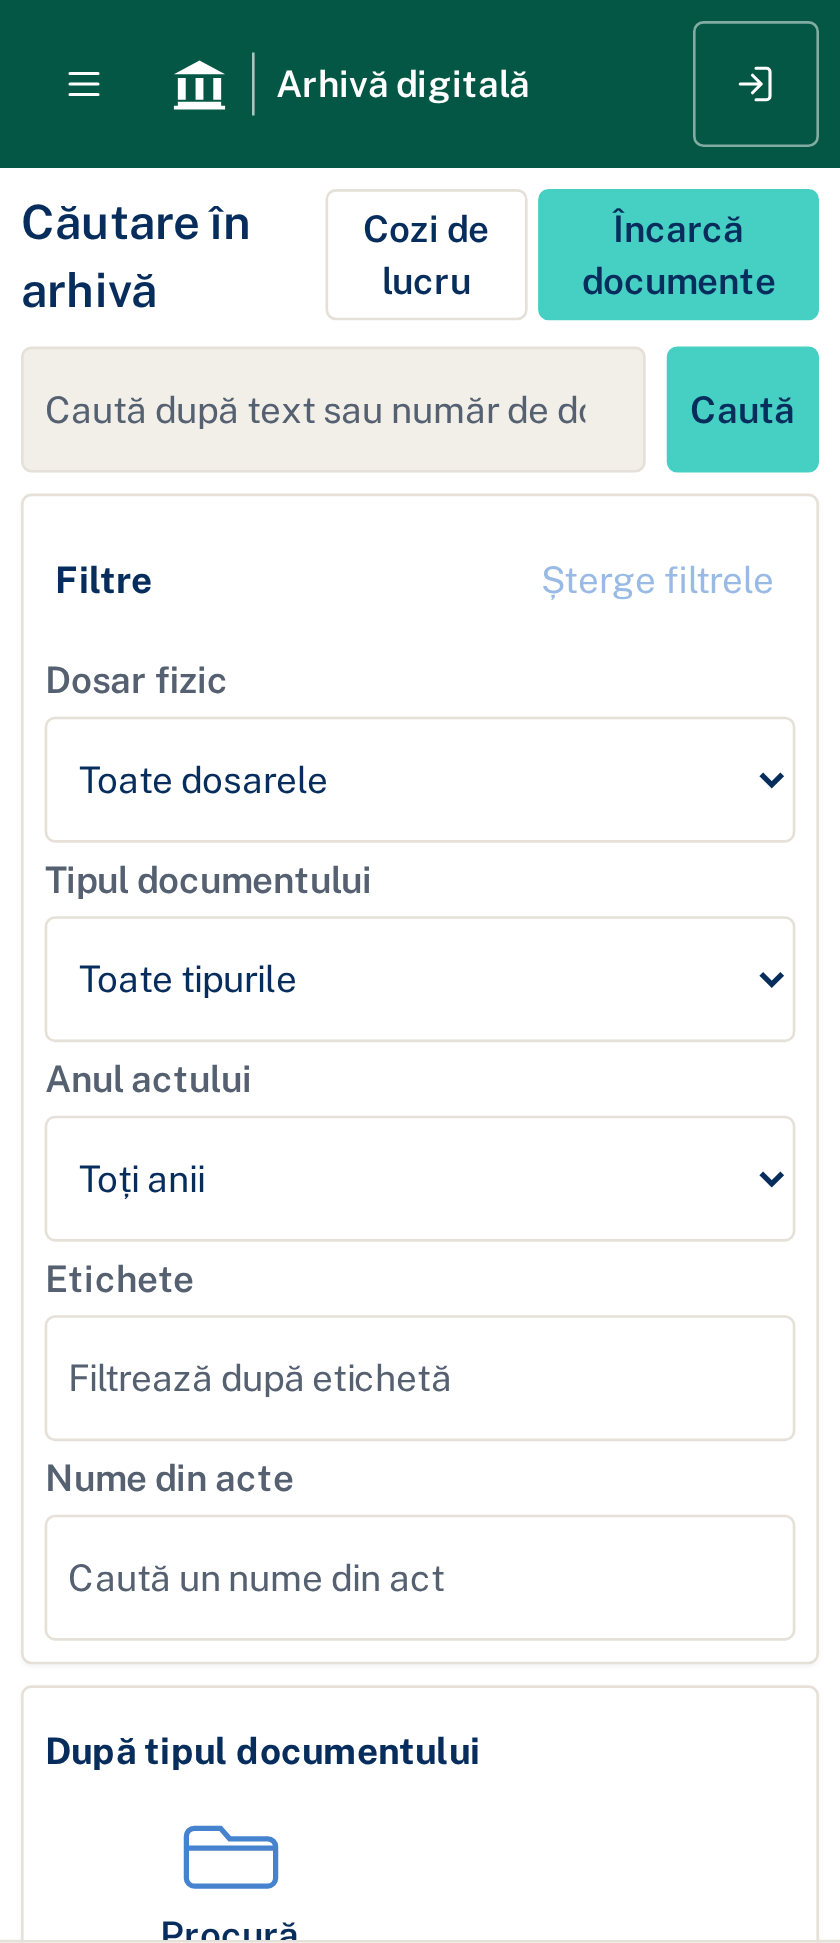 Arhivă digitală
Căutare în
arhivă
Cozi de
lucru
Încarcă
documente
Caută după text sau număr de do
Caută
Filtre
Șterge filtrele
Dosar fizic
Toate dosarele
Tipul documentului
Toate tipurile
Anul actului
Toți anii
Etichete
Filtrează după etichetă
Nume din acte
Caută un nume din act
După tipul documentului
Procură